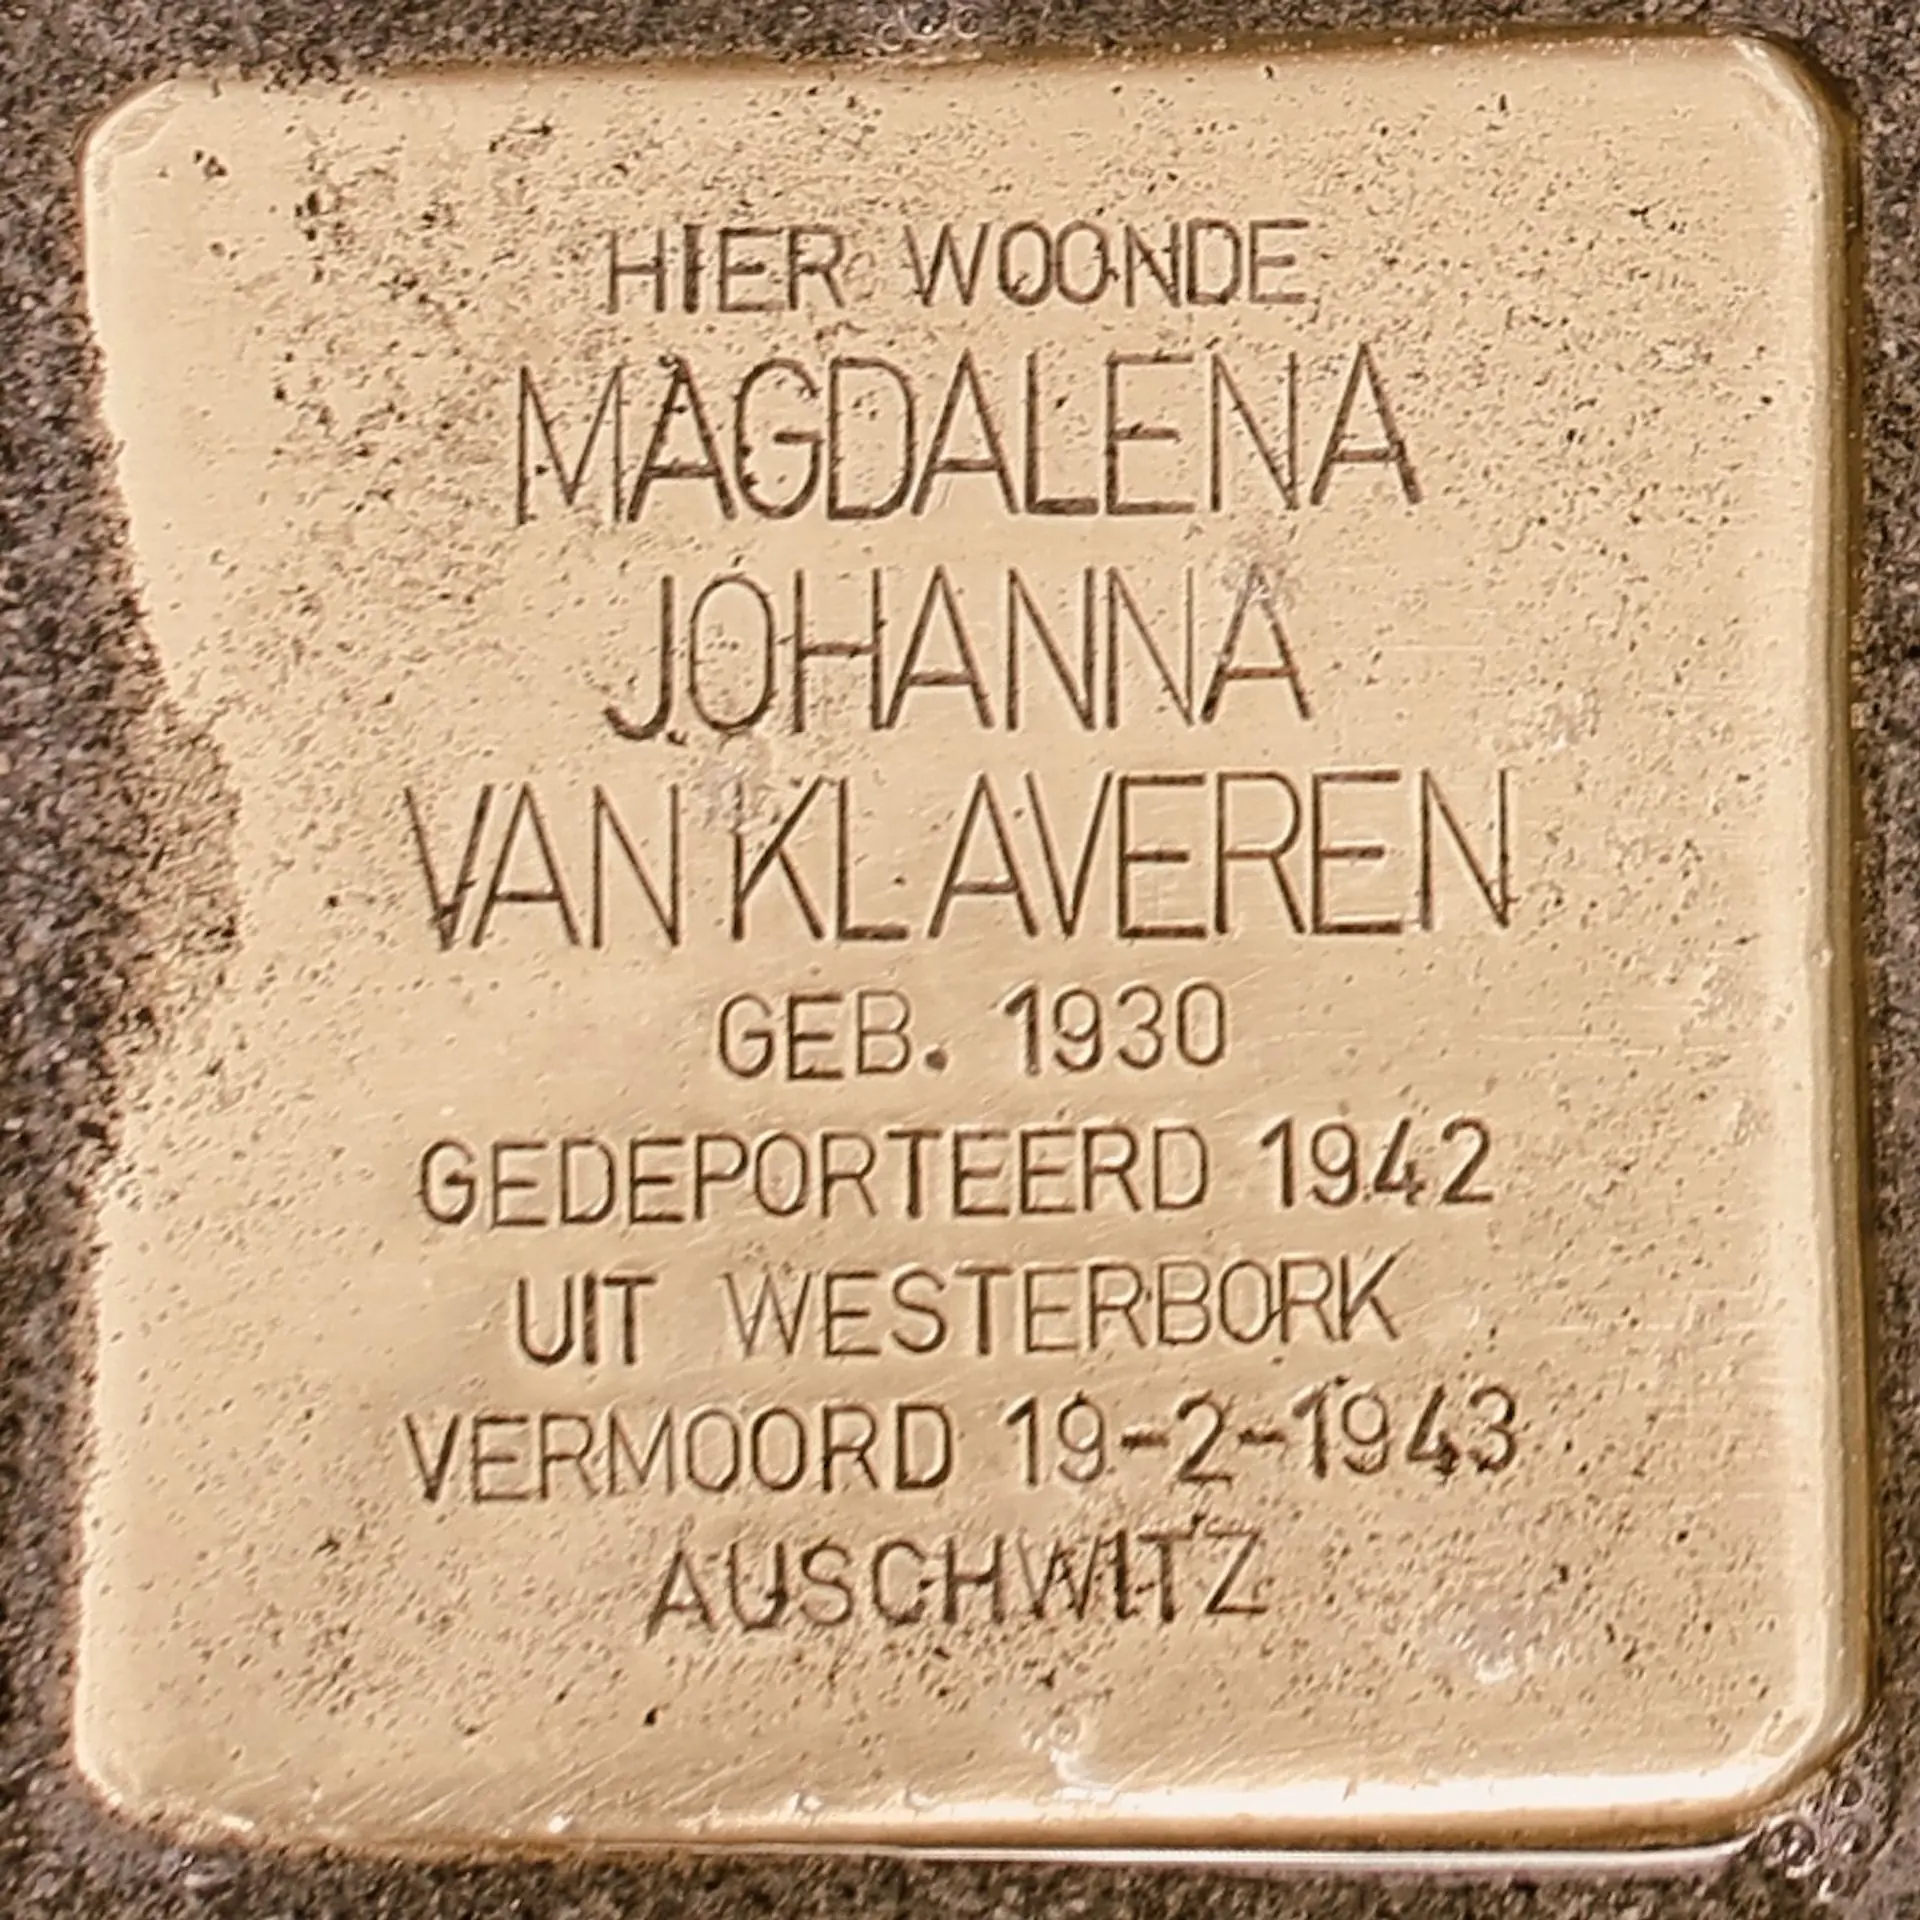 HIER WOONDE
MAGDALENA
JOHANNA
VAN KLAVEREN
GEB. 1930
GEDEPORTEERD 1942
UIT WESTERBORK
VERMOORD 19-2-1943
AUSCHWITZ